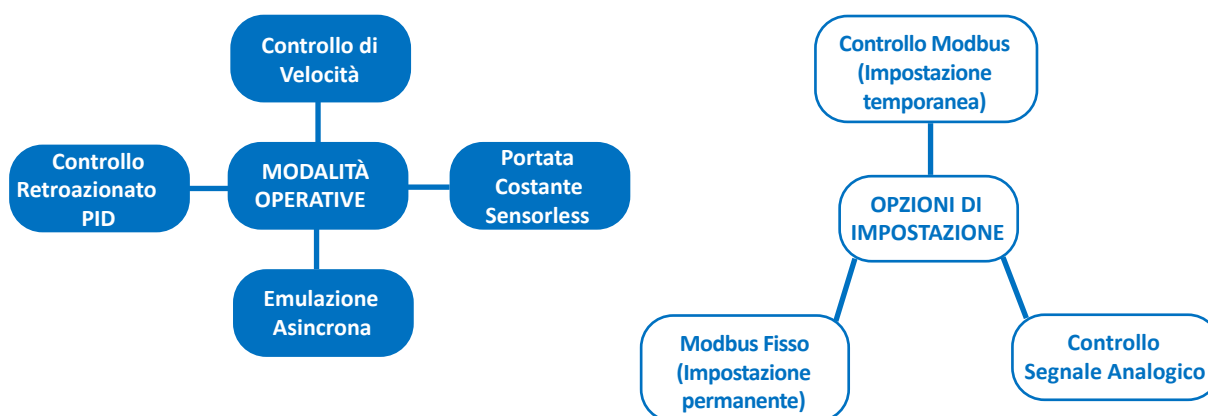 Controllo di
Velocità
Controllo
Retroazionato
PID
MODALITÀ
OPERATIVE
Portata
Costante
Sensorless
Emulazione
Asincrona
Controllo Modbus
(Impostazione
temporanea)
OPZIONI DI
IMPOSTAZIONE
Modbus Fisso
(Impostazione
permanente)
Controllo
Segnale Analogico